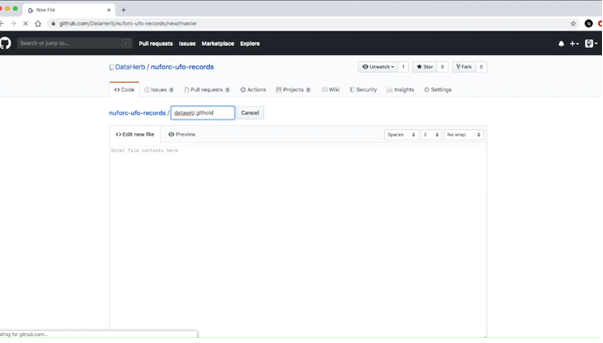 New File
github.com/DataHerb/nuforc-ufo-records/new/master
Search or jump to...
Pull requests Issues Marketplace Explore
DataHerb / nuforc-ufo-records
Unwatch 1 Star 0 Fork 0
Code Issues 0 Pull requests 0 Actions Projects 0 Wiki Security Insights Settings
nuforc-ufo-records / dataset/.githold Cancel
Edit new file Preview Spaces 2 No wrap
Enter file contents here
aiting for github.com...